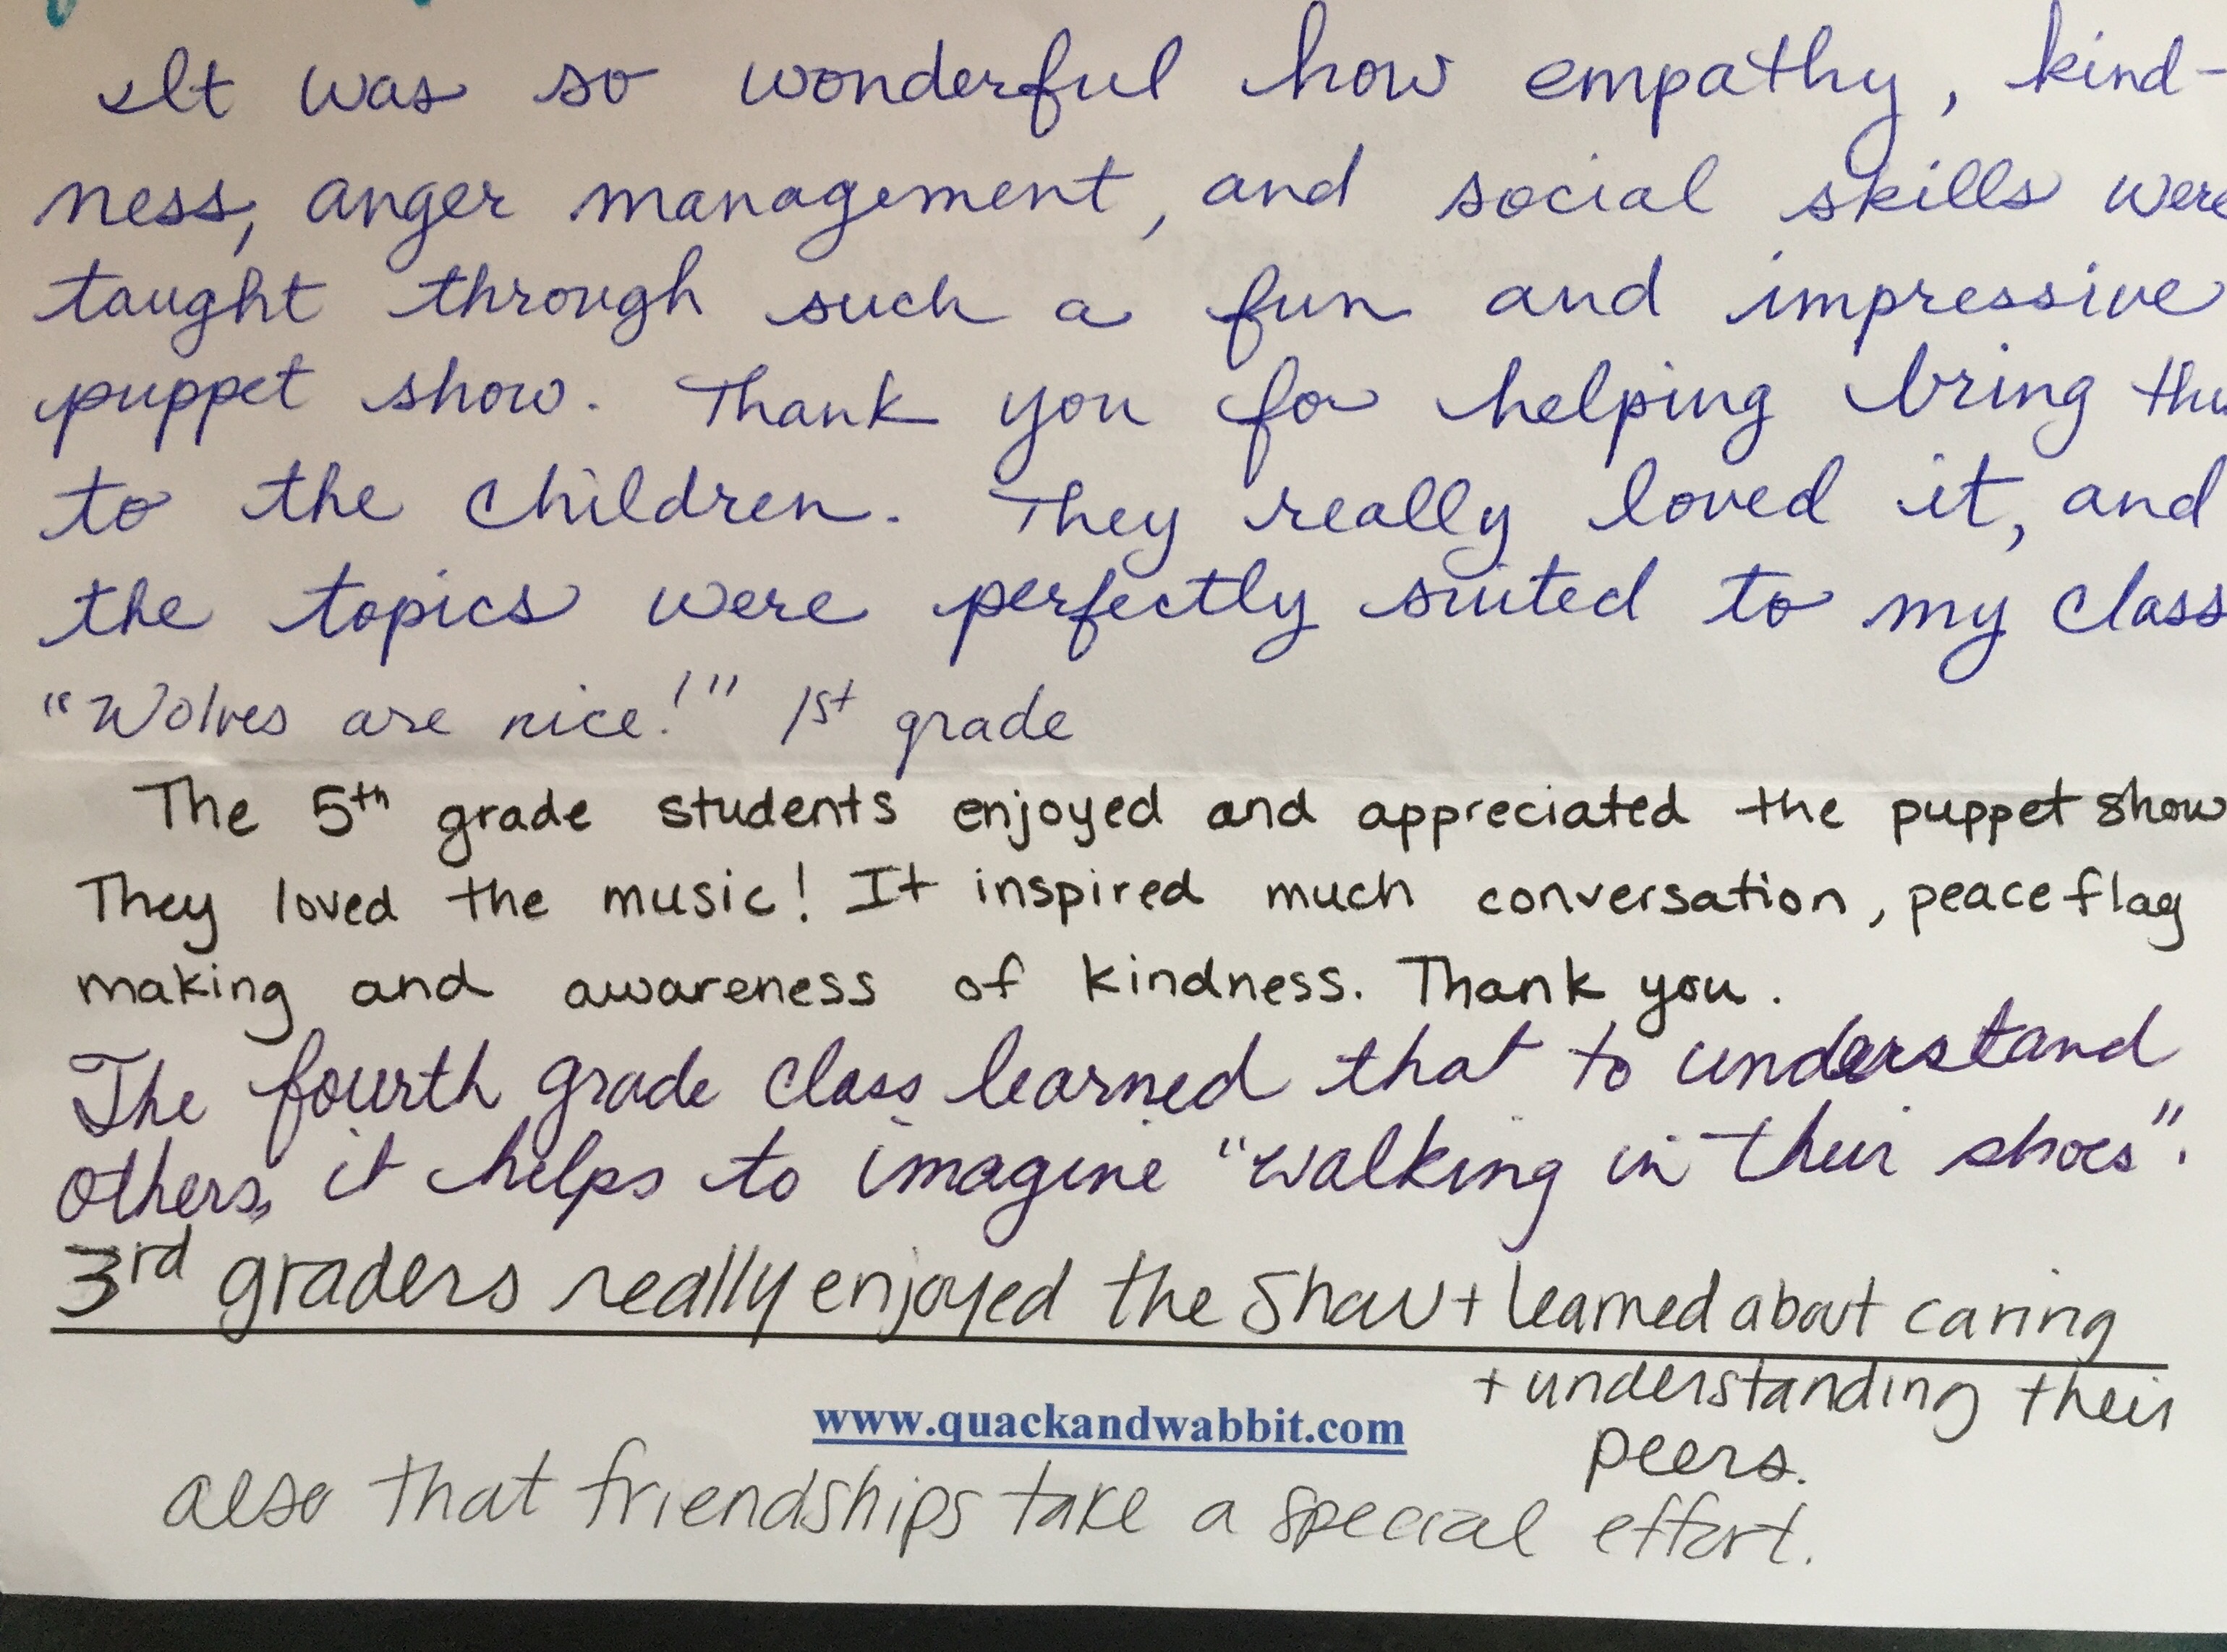 It was so wonderful how empathy, kind-
ness, anger management, and social skills were
taught through such a fun and impressive
puppet show. Thank you for helping bring
to the children. They really loved it, and
the topics were perfectly suited to my class
"Wolves are nice!" 1st grade
The 5th grade students enjoyed and appreciated the puppet show
They loved the music! It inspired much conversation, peace flag
making and awareness of kindness. Thank you.
The fourth grade class learned that to understand
others, it helps to imagine "walking in their shoes".
3rd graders really enjoyed the show + learned about caring
+ understanding their
peers.
www.quackandwabbit.com
also that friendships take a special effort.